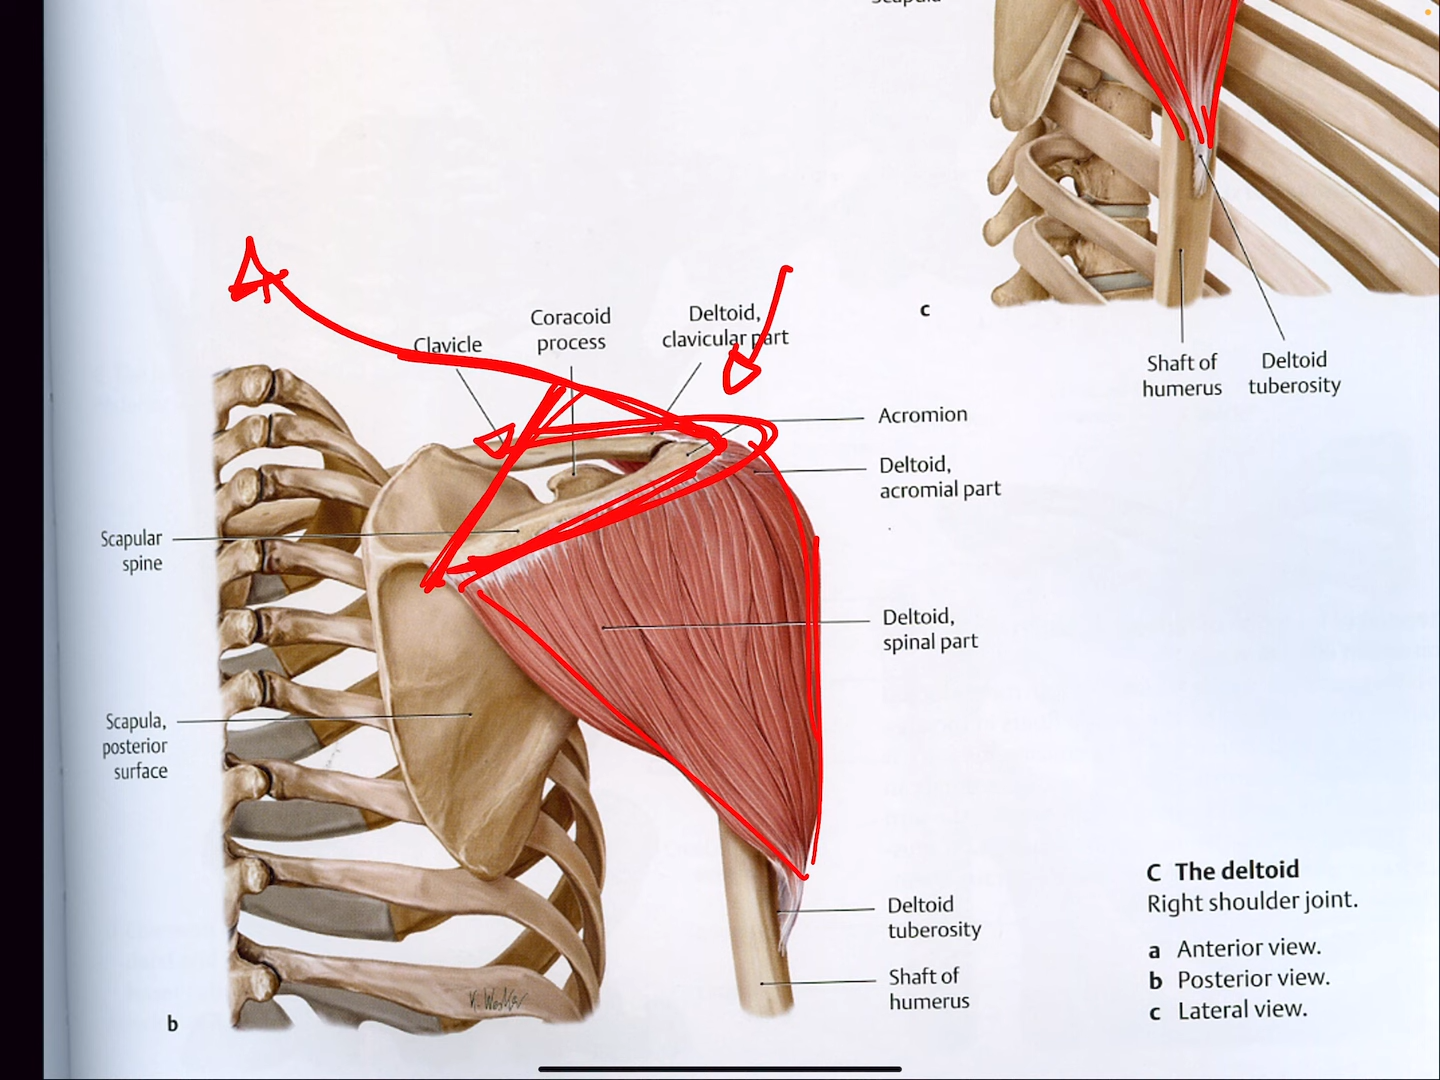 Clavicle
Coracoid
process
Deltoid,
clavicular part
Acromion
Deltoid,
acromial part
Scapular
spine
Deltoid,
spinal part
Scapula,
posterior
surface
Deltoid
tuberosity
Shaft of
humerus
b
c
Shaft of
humerus
Deltoid
tuberosity
C The deltoid
Right shoulder joint.
a Anterior view.
b Posterior view.
c Lateral view.